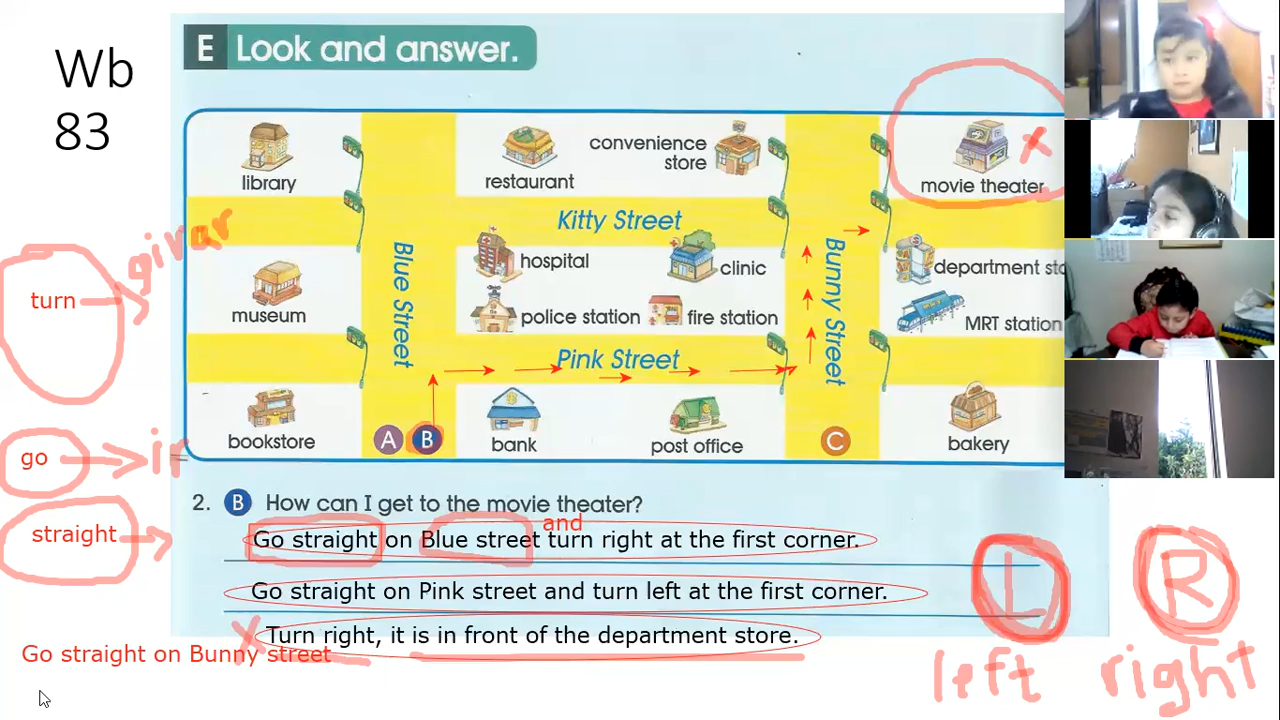 Wb
83
E Look and answer.
library
restaurant
convenience
store
movie theater
x
Kitty Street
girar
turn
Blue Street
Bunny Street
hospital
clinic
department sto
museum
police station
fire station
MRT station
Pink Street
bookstore
A
B
bank
post office
C
bakery
go
ir
2. B How can I get to the movie theater?
and
straight
Go straight on Blue street turn right at the first corner.
Go straight on Pink street and turn left at the first corner.
x Turn right, it is in front of the department store.
Go straight on Bunny street
L
R
left
right